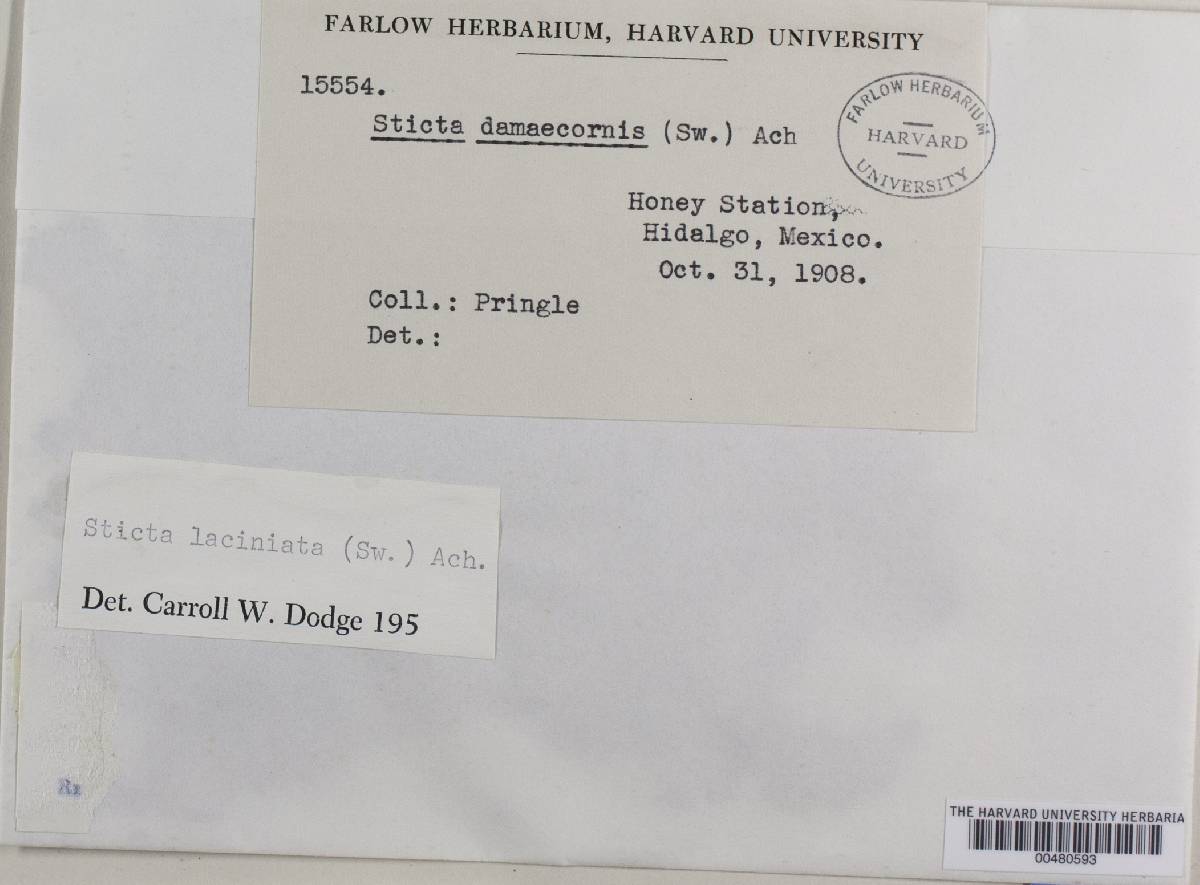 FARLOW HERBARIUM, HARVARD UNIVERSITY
15554.
Sticta damaecornis (Sw.) Ach
FARLOW HERBARIUM
HARVARD
UNIVERSITY
Honey Station,
Hidalgo, Mexico.
Oct. 31, 1908.
Coll.: Pringle
Det.:
Sticta laciniata (Sw.) Ach.
Det. Carroll W. Dodge 195
THE HARVARD UNIVERSITY HERBARIA
00480593